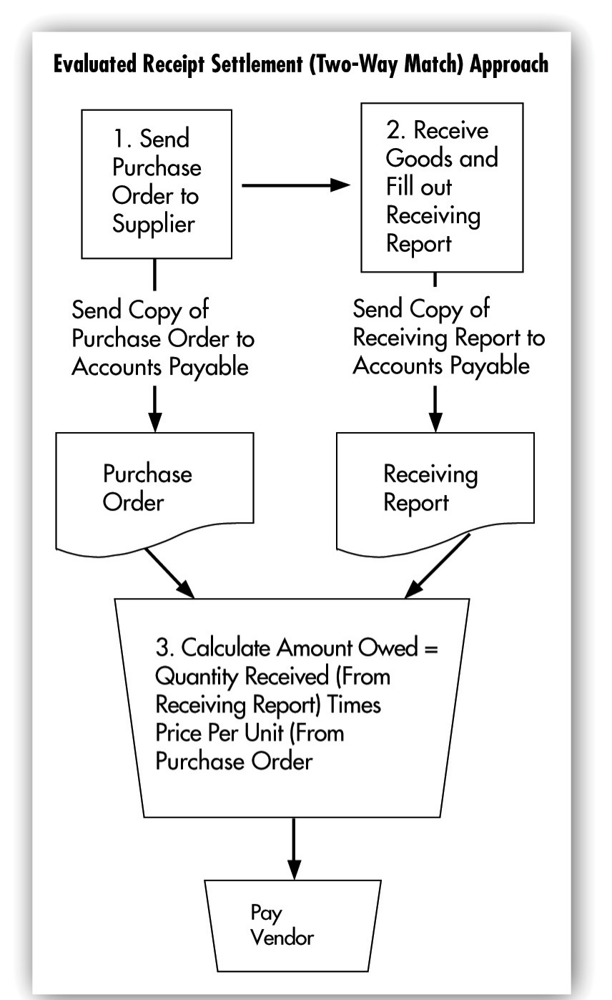 Evaluated Receipt Settlement (Two-Way Match) Approach
1. Send
Purchase
Order to
Supplier
2. Receive
Goods and
Fill out
Receiving
Report
Send Copy of
Purchase Order to
Accounts Payable
Send Copy of
Receiving Report to
Accounts Payable
Purchase
Order
Receiving
Report
3. Calculate Amount Owed =
Quantity Received (From
Receiving Report) Times
Price Per Unit (From
Purchase Order
Pay
Vendor